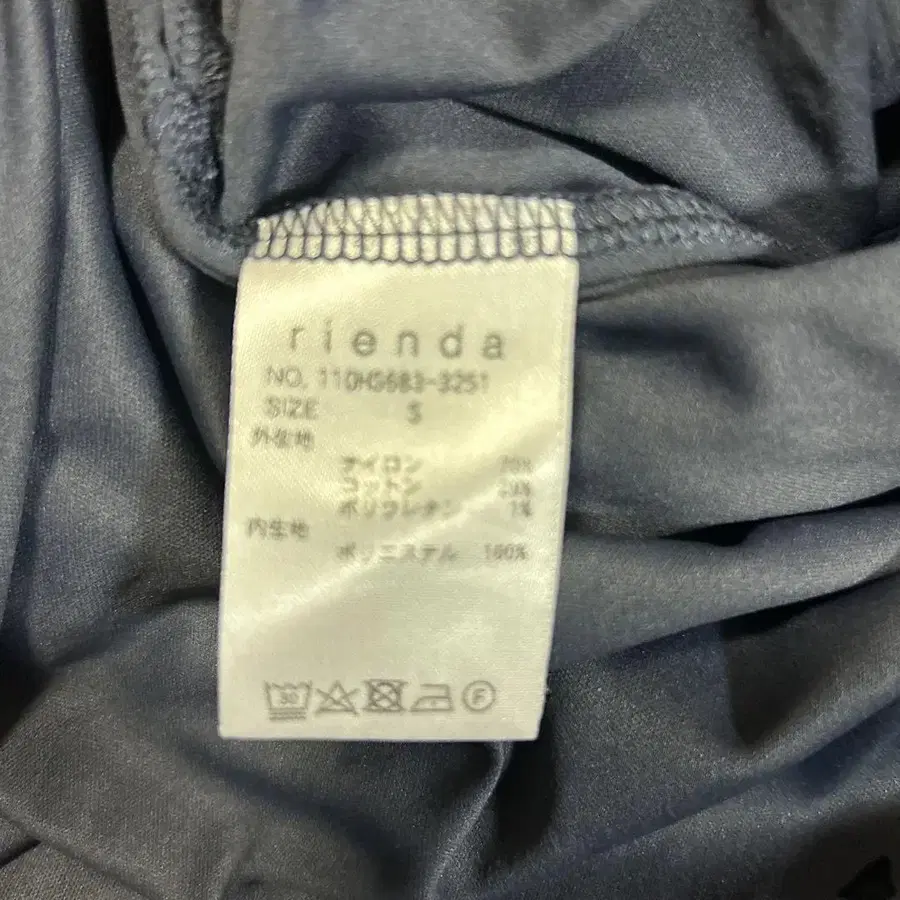 rienda
NO. 110HG683-3251
SIZE S
外生地
ナイロン
コットン
ポリウレタン 1%
内生地
ポリエステル 100%
30
F